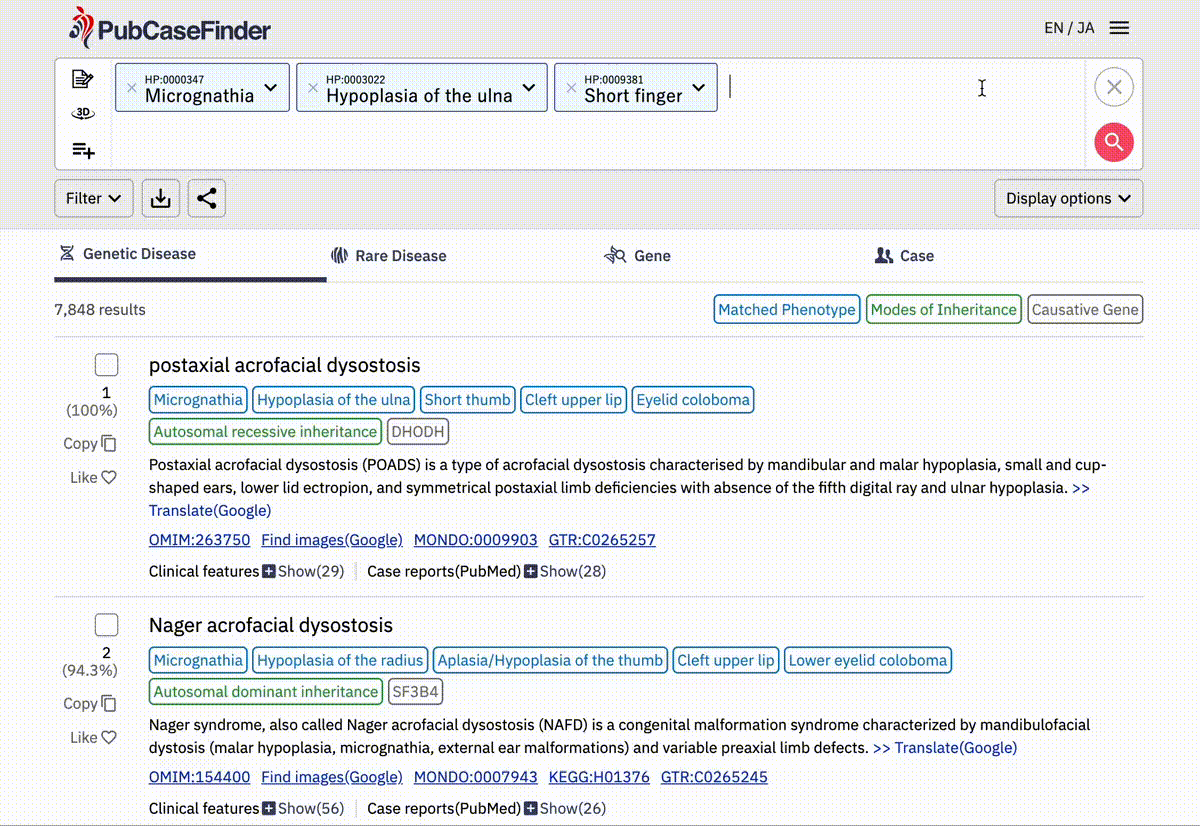 PubCaseFinder
EN / JA
HP:0000347
Micrognathia
HP:0003022
Hypoplasia of the ulna
HP:0009381
Short finger
3D
Filter
Display options
Genetic Disease
Rare Disease
Gene
Case
7,848 results
Matched Phenotype
Modes of Inheritance
Causative Gene
postaxial acrofacial dysostosis
1
(100%)
Copy
Like
Micrognathia
Hypoplasia of the ulna
Short thumb
Cleft upper lip
Eyelid coloboma
Autosomal recessive inheritance
DHODH
Postaxial acrofacial dysostosis (POADS) is a type of acrofacial dysostosis characterised by mandibular and malar hypoplasia, small and cup-
shaped ears, lower lid ectropion, and symmetrical postaxial limb deficiencies with absence of the fifth digital ray and ulnar hypoplasia. >>
Translate(Google)
OMIM:263750 Find images(Google) MONDO:0009903 GTR:C0265257
Clinical features Show(29) Case reports(PubMed) Show(28)
Nager acrofacial dysostosis
2
(94.3%)
Copy
Like
Micrognathia
Hypoplasia of the radius
Aplasia/Hypoplasia of the thumb
Cleft upper lip
Lower eyelid coloboma
Autosomal dominant inheritance
SF3B4
Nager syndrome, also called Nager acrofacial dysostosis (NAFD) is a congenital malformation syndrome characterized by mandibulofacial
dystosis (malar hypoplasia, micrognathia, external ear malformations) and variable preaxial limb defects. >> Translate(Google)
OMIM:154400 Find images(Google) MONDO:0007943 KEGG:H01376 GTR:C0265245
Clinical features Show(56) Case reports(PubMed) Show(26)